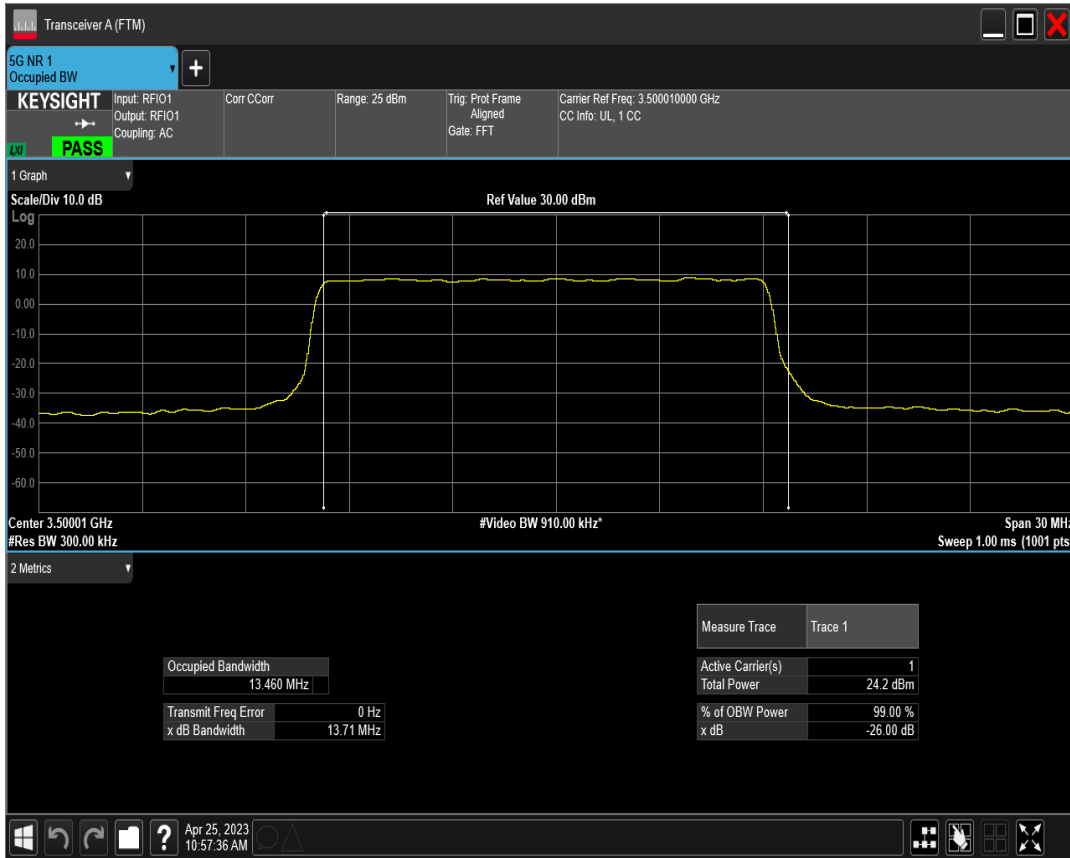 Transceiver A (FTM)
5G NR 1
Occupied BW
+
KEYSIGHT
LXI
PASS
Input: RFIO1
Output: RFIO1
Coupling: AC
Corr CCorr
Range: 25 dBm
Trig: Prot Frame
Aligned
Gate: FFT
Carrier Ref Freq: 3.500010000 GHz
CC Info: UL, 1 CC
1 Graph
Scale/Div 10.0 dB
Ref Value 30.00 dBm
Log
20.0
10.0
0.00
-10.0
-20.0
-30.0
-40.0
-50.0
-60.0
Center 3.50001 GHz
#Video BW 910.00 kHz*
Span 30 MHz
#Res BW 300.00 kHz
Sweep 1.00 ms (1001 pts
2 Metrics
Measure Trace Trace 1
Occupied Bandwidth
13.460 MHz
Active Carrier(s) 1
Total Power 24.2 dBm
Transmit Freq Error 0 Hz
x dB Bandwidth 13.71 MHz
% of OBW Power 99.00 %
x dB -26.00 dB
?
Apr 25, 2023
10:57:36 AM